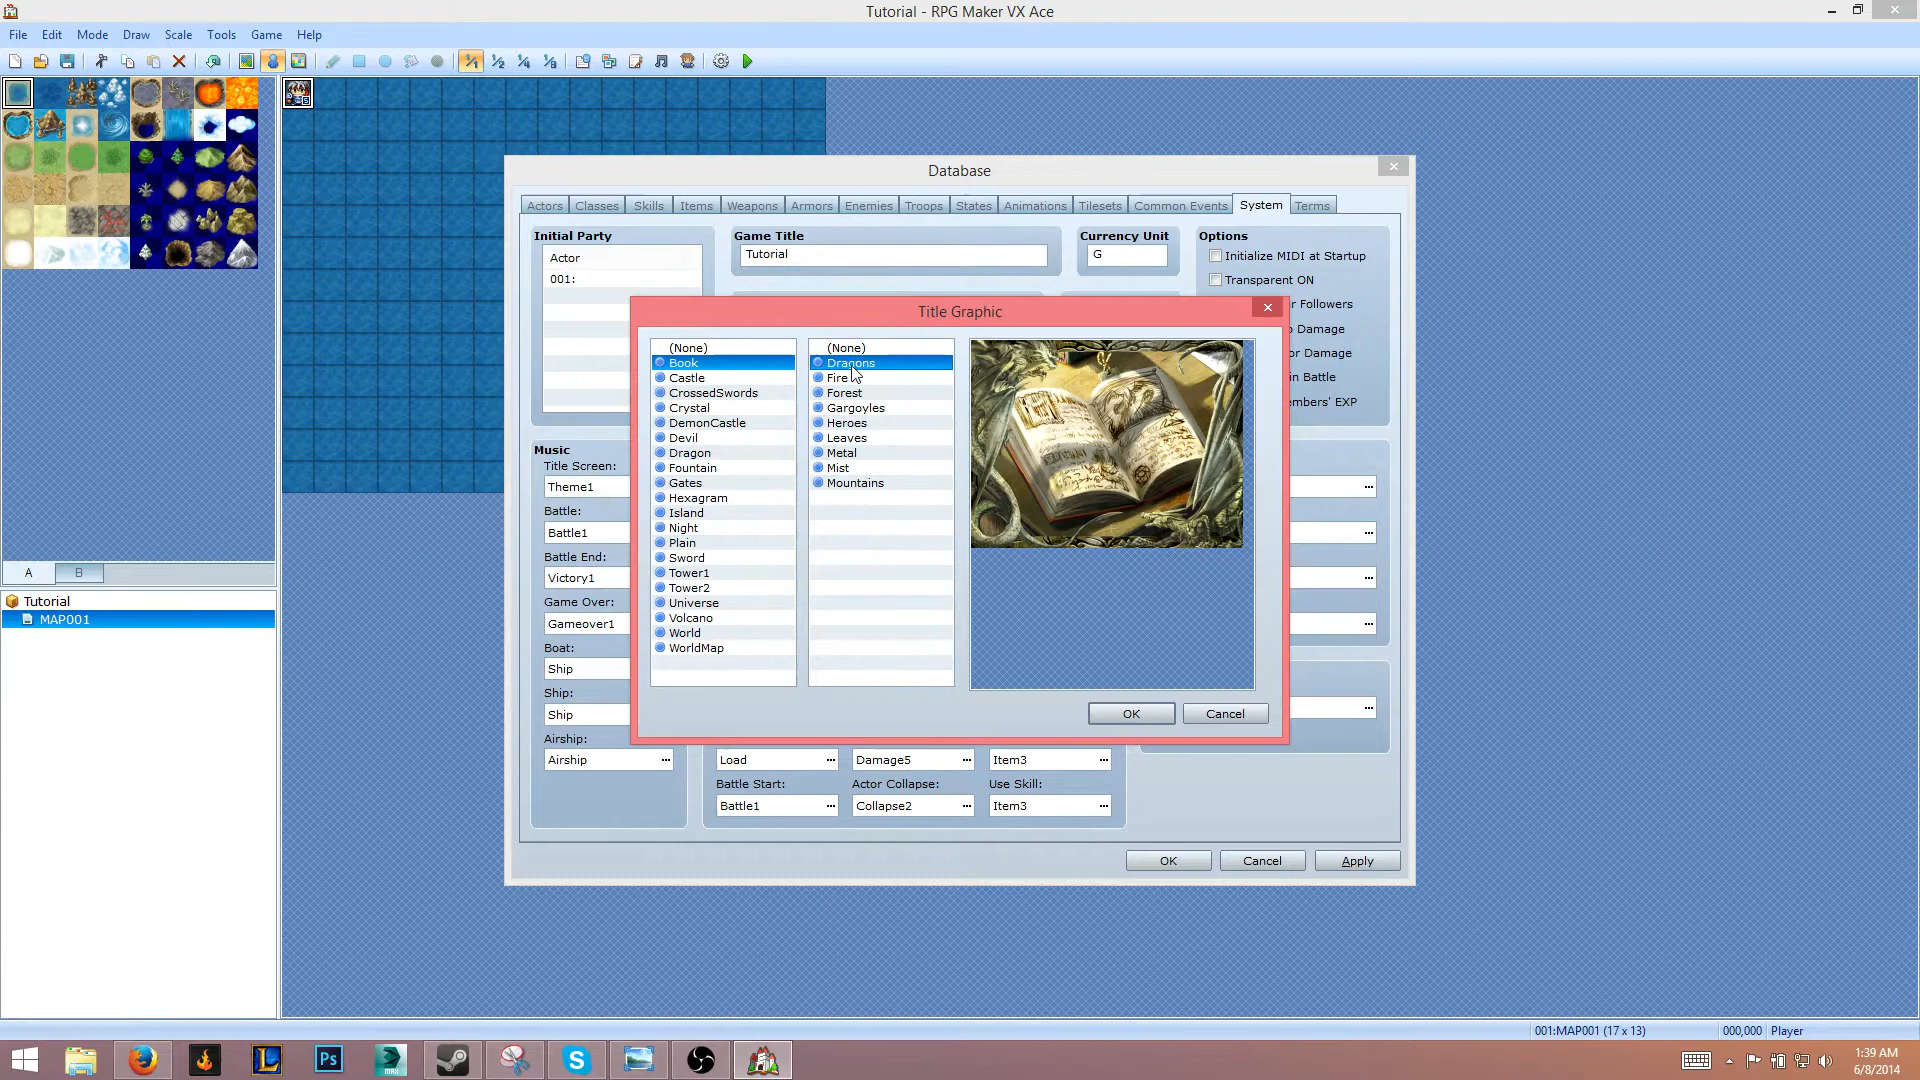 Tutorial - RPG Maker VX Ace
File Edit Mode Draw Scale Tools Game Help
Database
Actors Classes Skills Items Weapons Armors Enemies Troops States Animations Tilesets Common Events System Terms
Initial Party
Actor
001:
Game Title
Tutorial
Currency Unit
G
Options
Initialize MIDI at Startup
Transparent ON
Followers
Damage
Damage
in Battle
EXP
Title Graphic
(None)
Book
Castle
CrossedSwords
Crystal
DemonCastle
Devil
Dragon
Fountain
Gates
Hexagram
Island
Night
Plain
Sword
Tower1
Tower2
Universe
Volcano
World
WorldMap
(None)
Dragons
Fire
Forest
Gargoyles
Heroes
Leaves
Metal
Mist
Mountains
OK Cancel
Music
Title Screen:
Theme1
Battle:
Battle1
Battle End:
Victory1
Game Over:
Gameover1
Boat:
Ship
Ship:
Ship
Airship:
Airship
Load Damage5 Item3
Battle Start: Actor Collapse: Use Skill:
Battle1 Collapse2 Item3
OK Cancel Apply
A B
Tutorial
MAP001
001:MAP001 (17 x 13) 000,000 Player
Ps
MAX
1:39 AM
6/8/2014